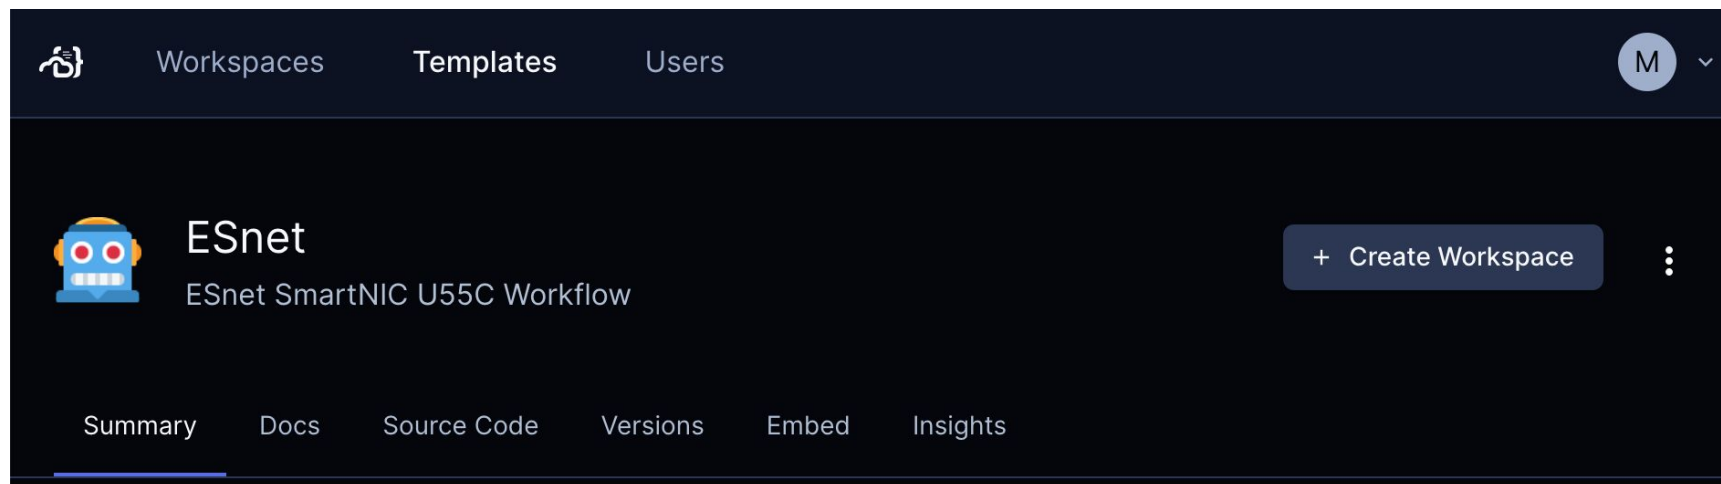 Workspaces Templates Users M
ESnet
ESnet SmartNIC U55C Workflow
+ Create Workspace
Summary Docs Source Code Versions Embed Insights